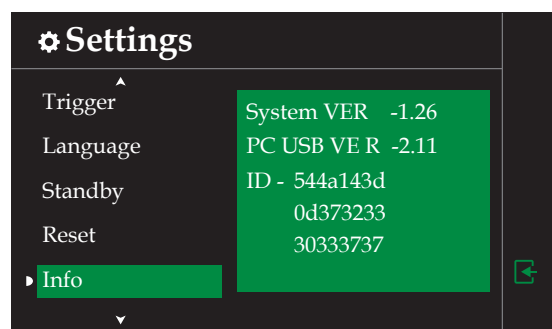 Settings
Trigger
Language
Standby
Reset
Info
System VER -1.26
PC USB VE R -2.11
ID - 544a143d
0d373233
30333737